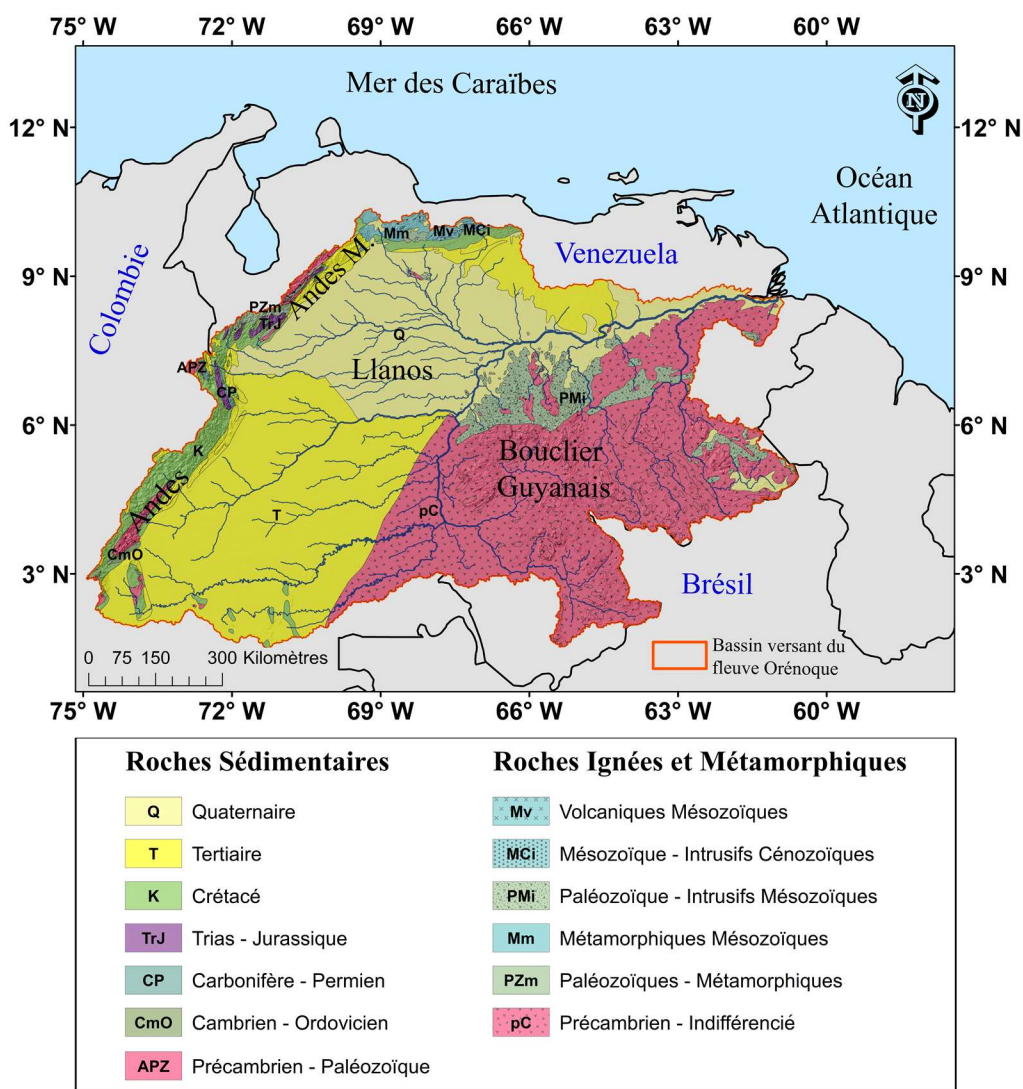 75° W 72° W 69° W 66° W 63° W 60° W
Mer des Caraïbes
N
12° N 12° N
Océan
Atlantique
Colombie
Mm Mv MCi
Venezuela
Andes M.
9° N 9° N
PZm
TrJ
Q
APZ
Llanos
CP
PMi
6° N 6° N
K
Bouclier
Guyanais
Andes
T
pC
CmO
3° N 3° N
Brésil
Bassin versant du
fleuve Orénoque
0 75 150 300 Kilomètres
75° W 72° W 69° W 66° W 63° W 60° W
Roches Sédimentaires
Q Quaternaire
T Tertiaire
K Crétacé
TrJ Trias - Jurassique
CP Carbonifère - Permien
CmO Cambrien - Ordovicien
APZ Précambrien - Paléozoïque
Roches Ignées et Métamorphiques
Mv Volcaniques Mésozoïques
MCi Mésozoïque - Intrusifs Cénozoïques
PMi Paléozoïque - Intrusifs Mésozoïques
Mm Métamorphiques Mésozoïques
PZm Paléozoïques - Métamorphiques
pC Précambrien - Indifférencié